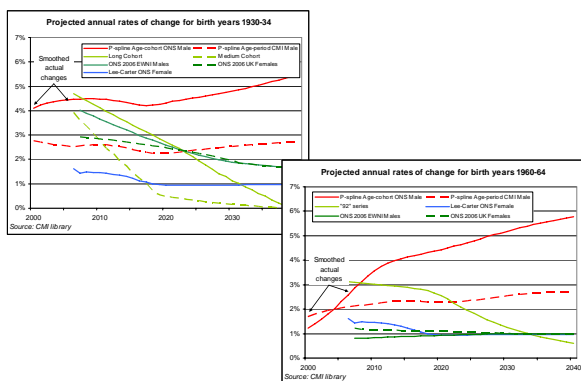 Projected annual rates of change for birth years 1930-34
7%
6%
5%
4%
3%
2%
1%
0%
P-spline Age-cohort ONS Male
P-spline Age-period CMI Male
Long Cohort
Medium Cohort
ONS 2006 EWNI Males
ONS 2006 UK Females
Lee-Carter ONS Female
Smoothed
actual
changes
2000
2010
2020
2030
Source: CMI library
Projected annual rates of change for birth years 1960-64
7%
6%
5%
4%
3%
2%
1%
0%
P-spline Age-cohort ONS Male
P-spline Age-period CMI Male
"92" series
Lee-Carter ONS Female
ONS 2006 EWNI Males
ONS 2006 UK Females
Smoothed
actual
changes
2000
2010
2020
2030
2040
Source: CMI library